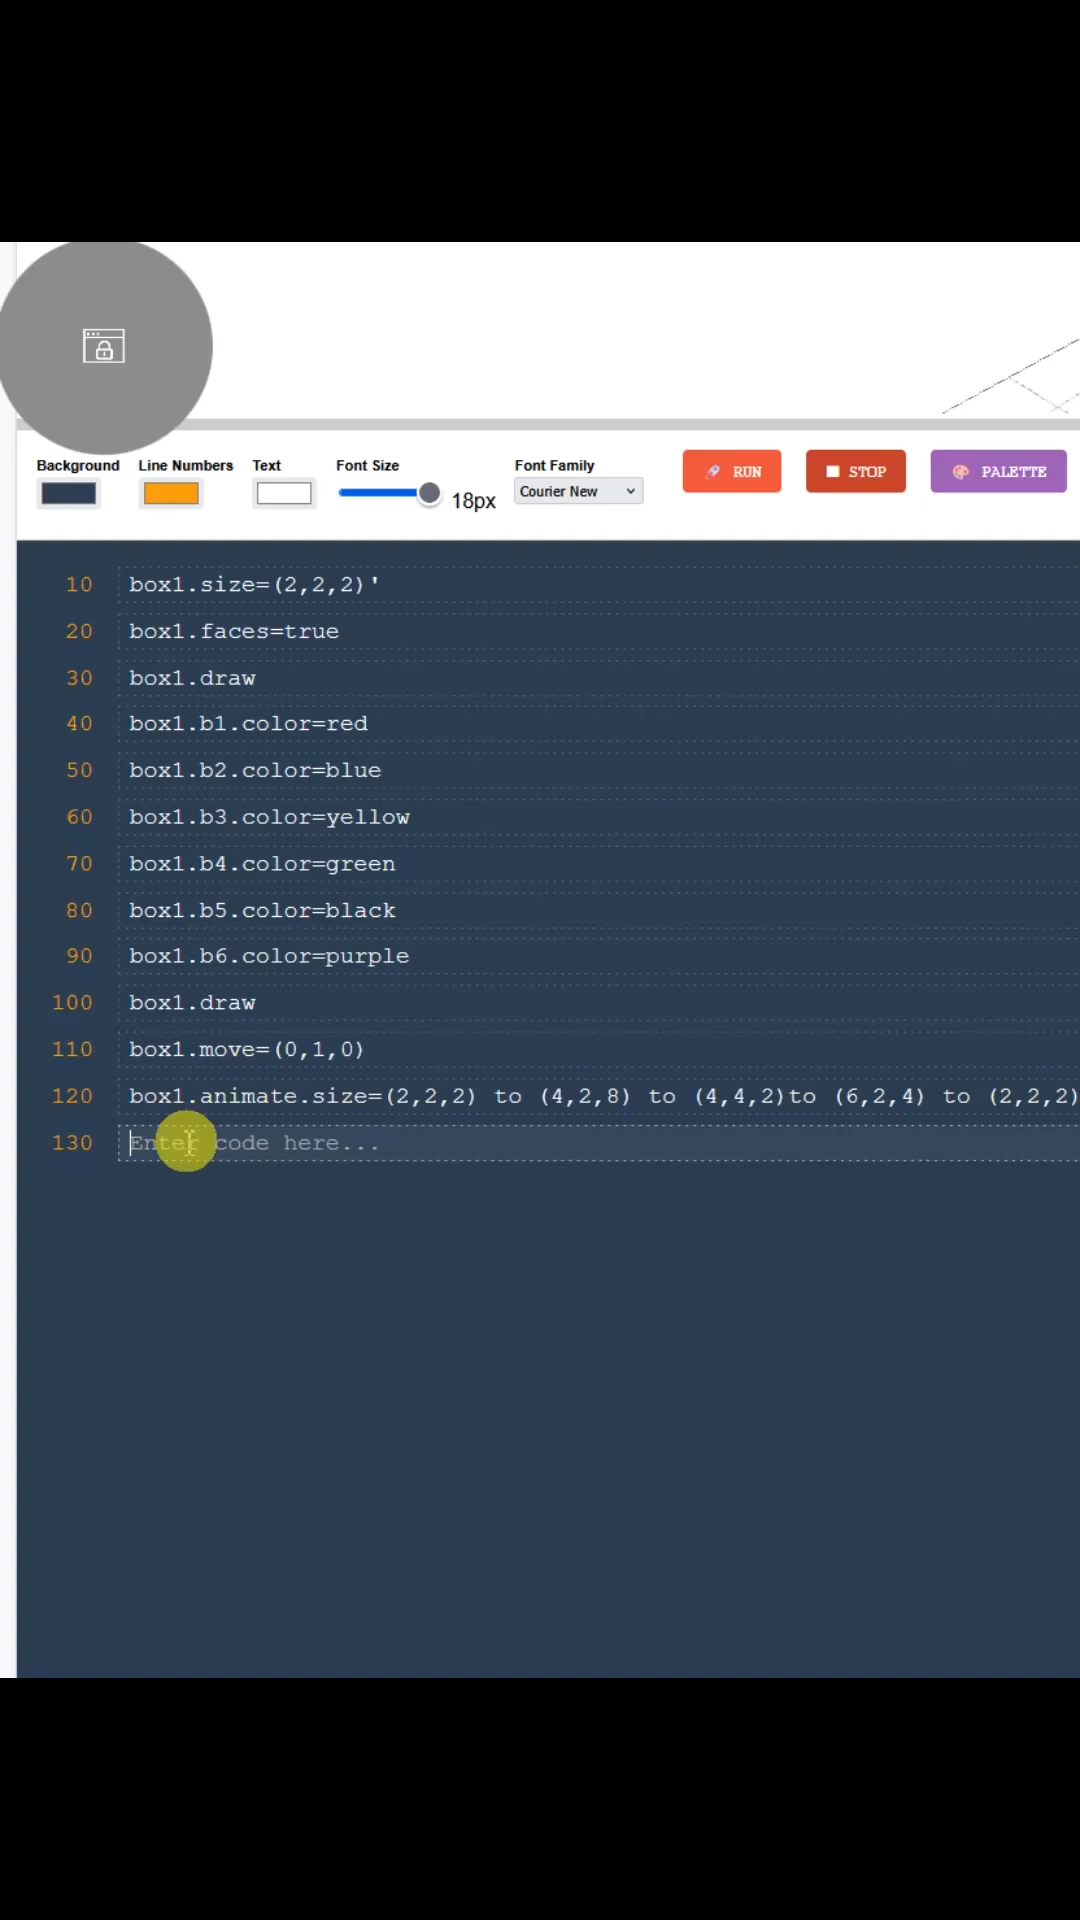 Background Line Numbers Text Font Size Font Family
RUN STOP PALETTE
18px Courier New
10 box1.size=(2,2,2)'
20 box1.faces=true
30 box1.draw
40 box1.b1.color=red
50 box1.b2.color=blue
60 box1.b3.color=yellow
70 box1.b4.color=green
80 box1.b5.color=black
90 box1.b6.color=purple
100 box1.draw
110 box1.move=(0,1,0)
120 box1.animate.size=(2,2,2) to (4,2,8) to (4,4,2)to (6,2,4) to (2,2,2)
130 Enter code here...